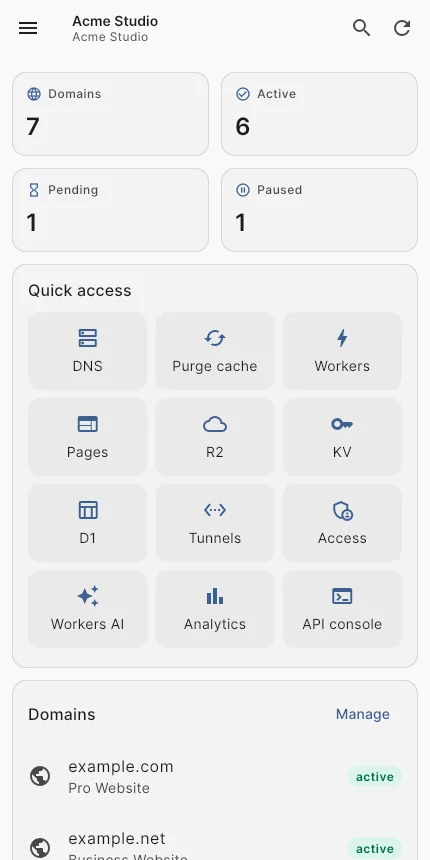 Acme Studio
Acme Studio
Domains
7
Active
6
Pending
1
Paused
1
Quick access
DNS
Purge cache
Workers
Pages
R2
KV
D1
Tunnels
Access
Workers AI
Analytics
API console
Domains
Manage
example.com
Pro Website
active
example.net
Business Website
active